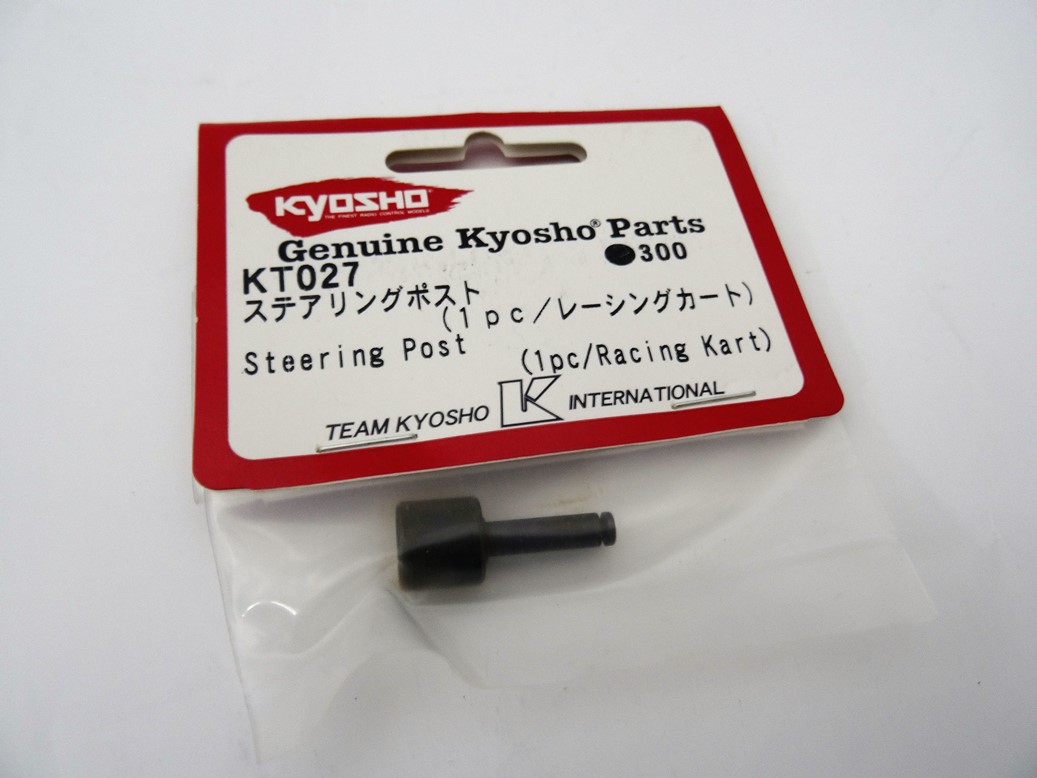 KYOSHO
THE FINEST RADIO CONTROL MODELS
Genuine Kyosho® Parts
KT027 ●300
ステアリングポスト
(1pc/レーシングカート)
Steering Post (1pc/Racing Kart)
TEAM KYOSHO K INTERNATIONAL